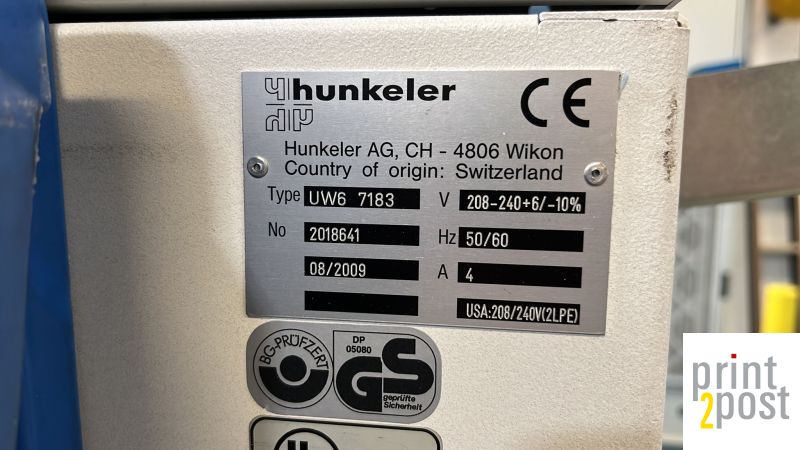 hunkeler
CE
Hunkeler AG, CH - 4806 Wikon
Country of origin: Switzerland
Type UW6 7183 V 208-240+6/-10%
No 2018641 Hz 50/60
08/2009 A 4
USA:208/240V(2LPE)
BG-PRÜFZERT
DP
05080
GS
geprüfte
Sicherheit
print
2post